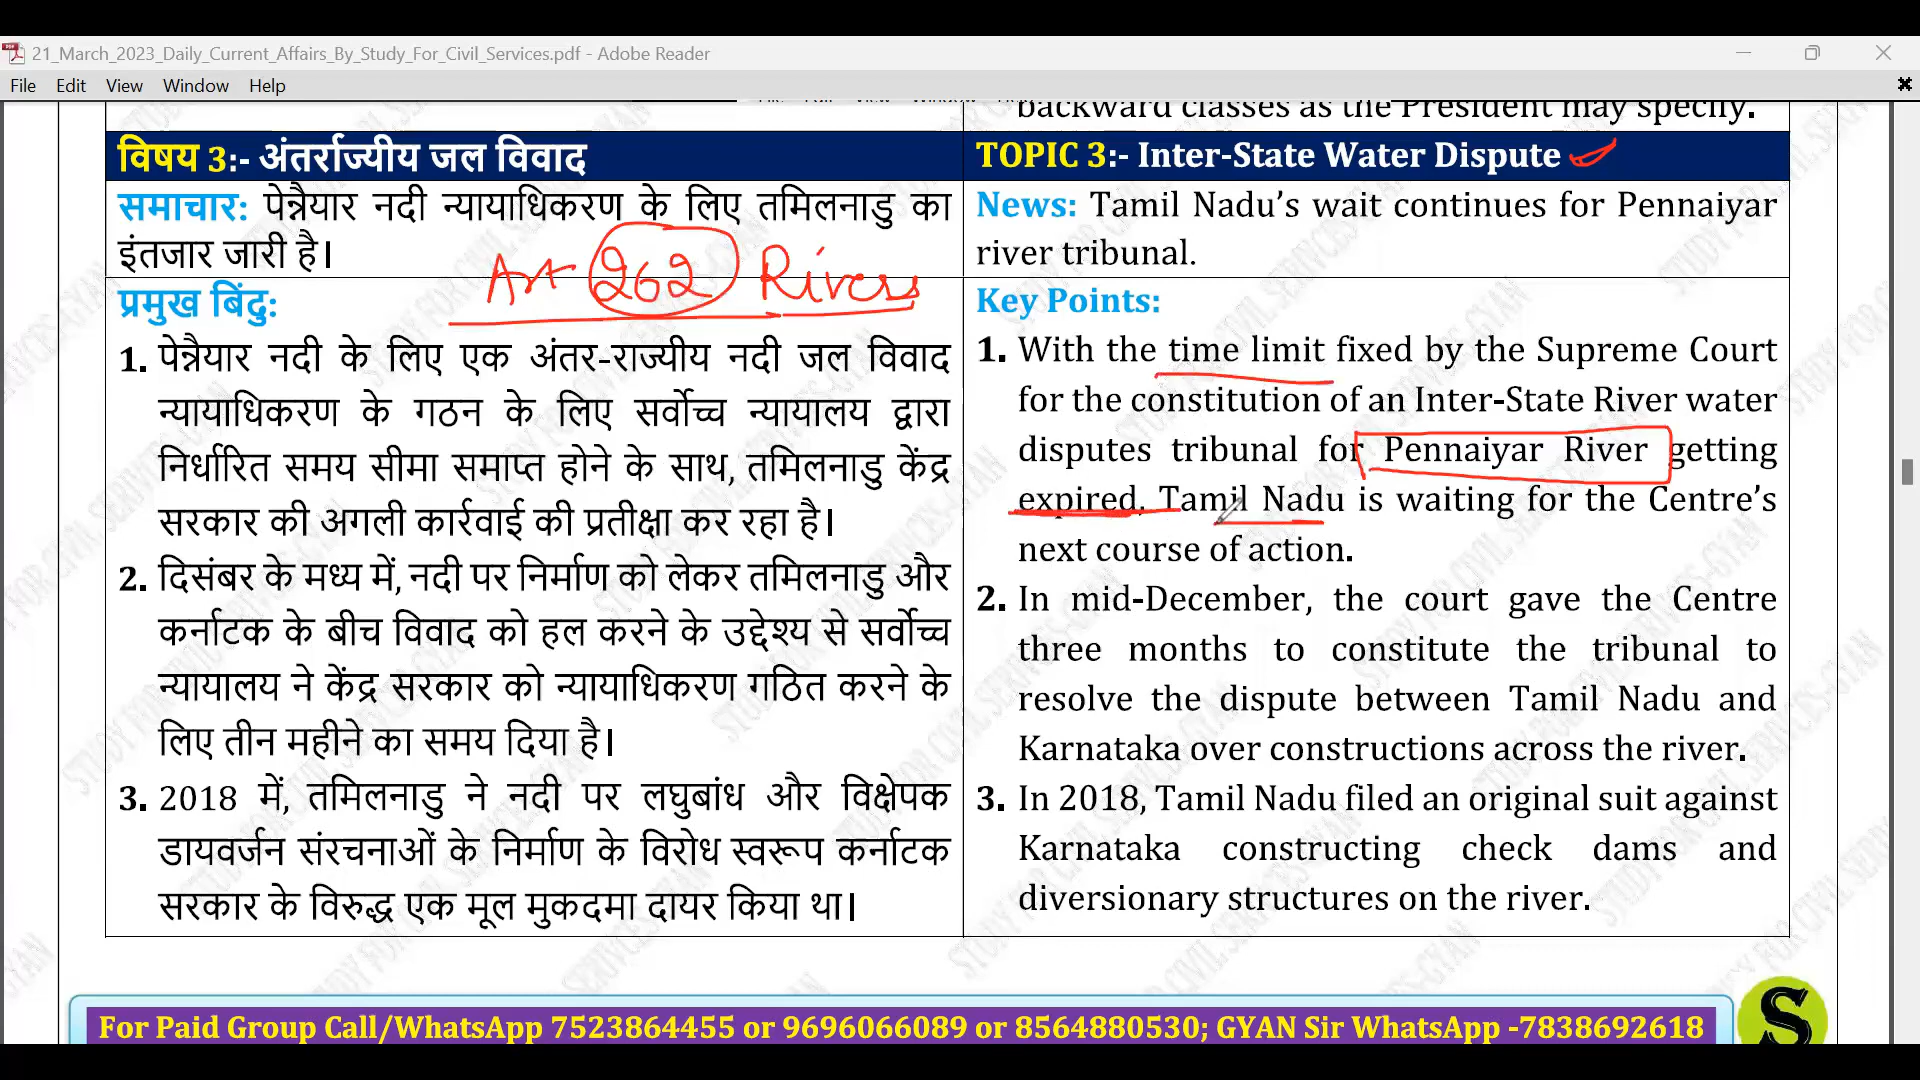 21_March_2023_Daily_Current_Affairs_By_Study_For_Civil_Services.pdf - Adobe Reader
File Edit View Window Help
backward classes as the President may specify.
विषय 3:- अंतर्राज्यीय जल विवाद
समाचार: पेन्नैयार नदी न्यायाधिकरण के लिए तमिलनाडु का
इंतजार जारी है।
Art 262 Rivers
प्रमुख बिंदु:
1. पेन्नैयार नदी के लिए एक अंतर-राज्यीय नदी जल विवाद
न्यायाधिकरण के गठन के लिए सर्वोच्च न्यायालय द्वारा
निर्धारित समय सीमा समाप्त होने के साथ, तमिलनाडु केंद्र
सरकार की अगली कार्रवाई की प्रतीक्षा कर रहा है।
2. दिसंबर के मध्य में, नदी पर निर्माण को लेकर तमिलनाडु और
कर्नाटक के बीच विवाद को हल करने के उद्देश्य से सर्वोच्च
न्यायालय ने केंद्र सरकार को न्यायाधिकरण गठित करने के
लिए तीन महीने का समय दिया है।
3. 2018 में, तमिलनाडु ने नदी पर लघुबांध और विक्षेपक
डायवर्जन संरचनाओं के निर्माण के विरोध स्वरूप कर्नाटक
सरकार के विरुद्ध एक मूल मुकदमा दायर किया था।
TOPIC 3:- Inter-State Water Dispute
News: Tamil Nadu’s wait continues for Pennaiyar
river tribunal.
Key Points:
1. With the time limit fixed by the Supreme Court
for the constitution of an Inter-State River water
disputes tribunal for Pennaiyar River getting
expired, Tamil Nadu is waiting for the Centre’s
next course of action.
2. In mid-December, the court gave the Centre
three months to constitute the tribunal to
resolve the dispute between Tamil Nadu and
Karnataka over constructions across the river.
3. In 2018, Tamil Nadu filed an original suit against
Karnataka constructing check dams and
diversionary structures on the river.
For Paid Group Call/WhatsApp 7523864455 or 9696066089 or 8564880530; GYAN Sir WhatsApp -7838692618
S